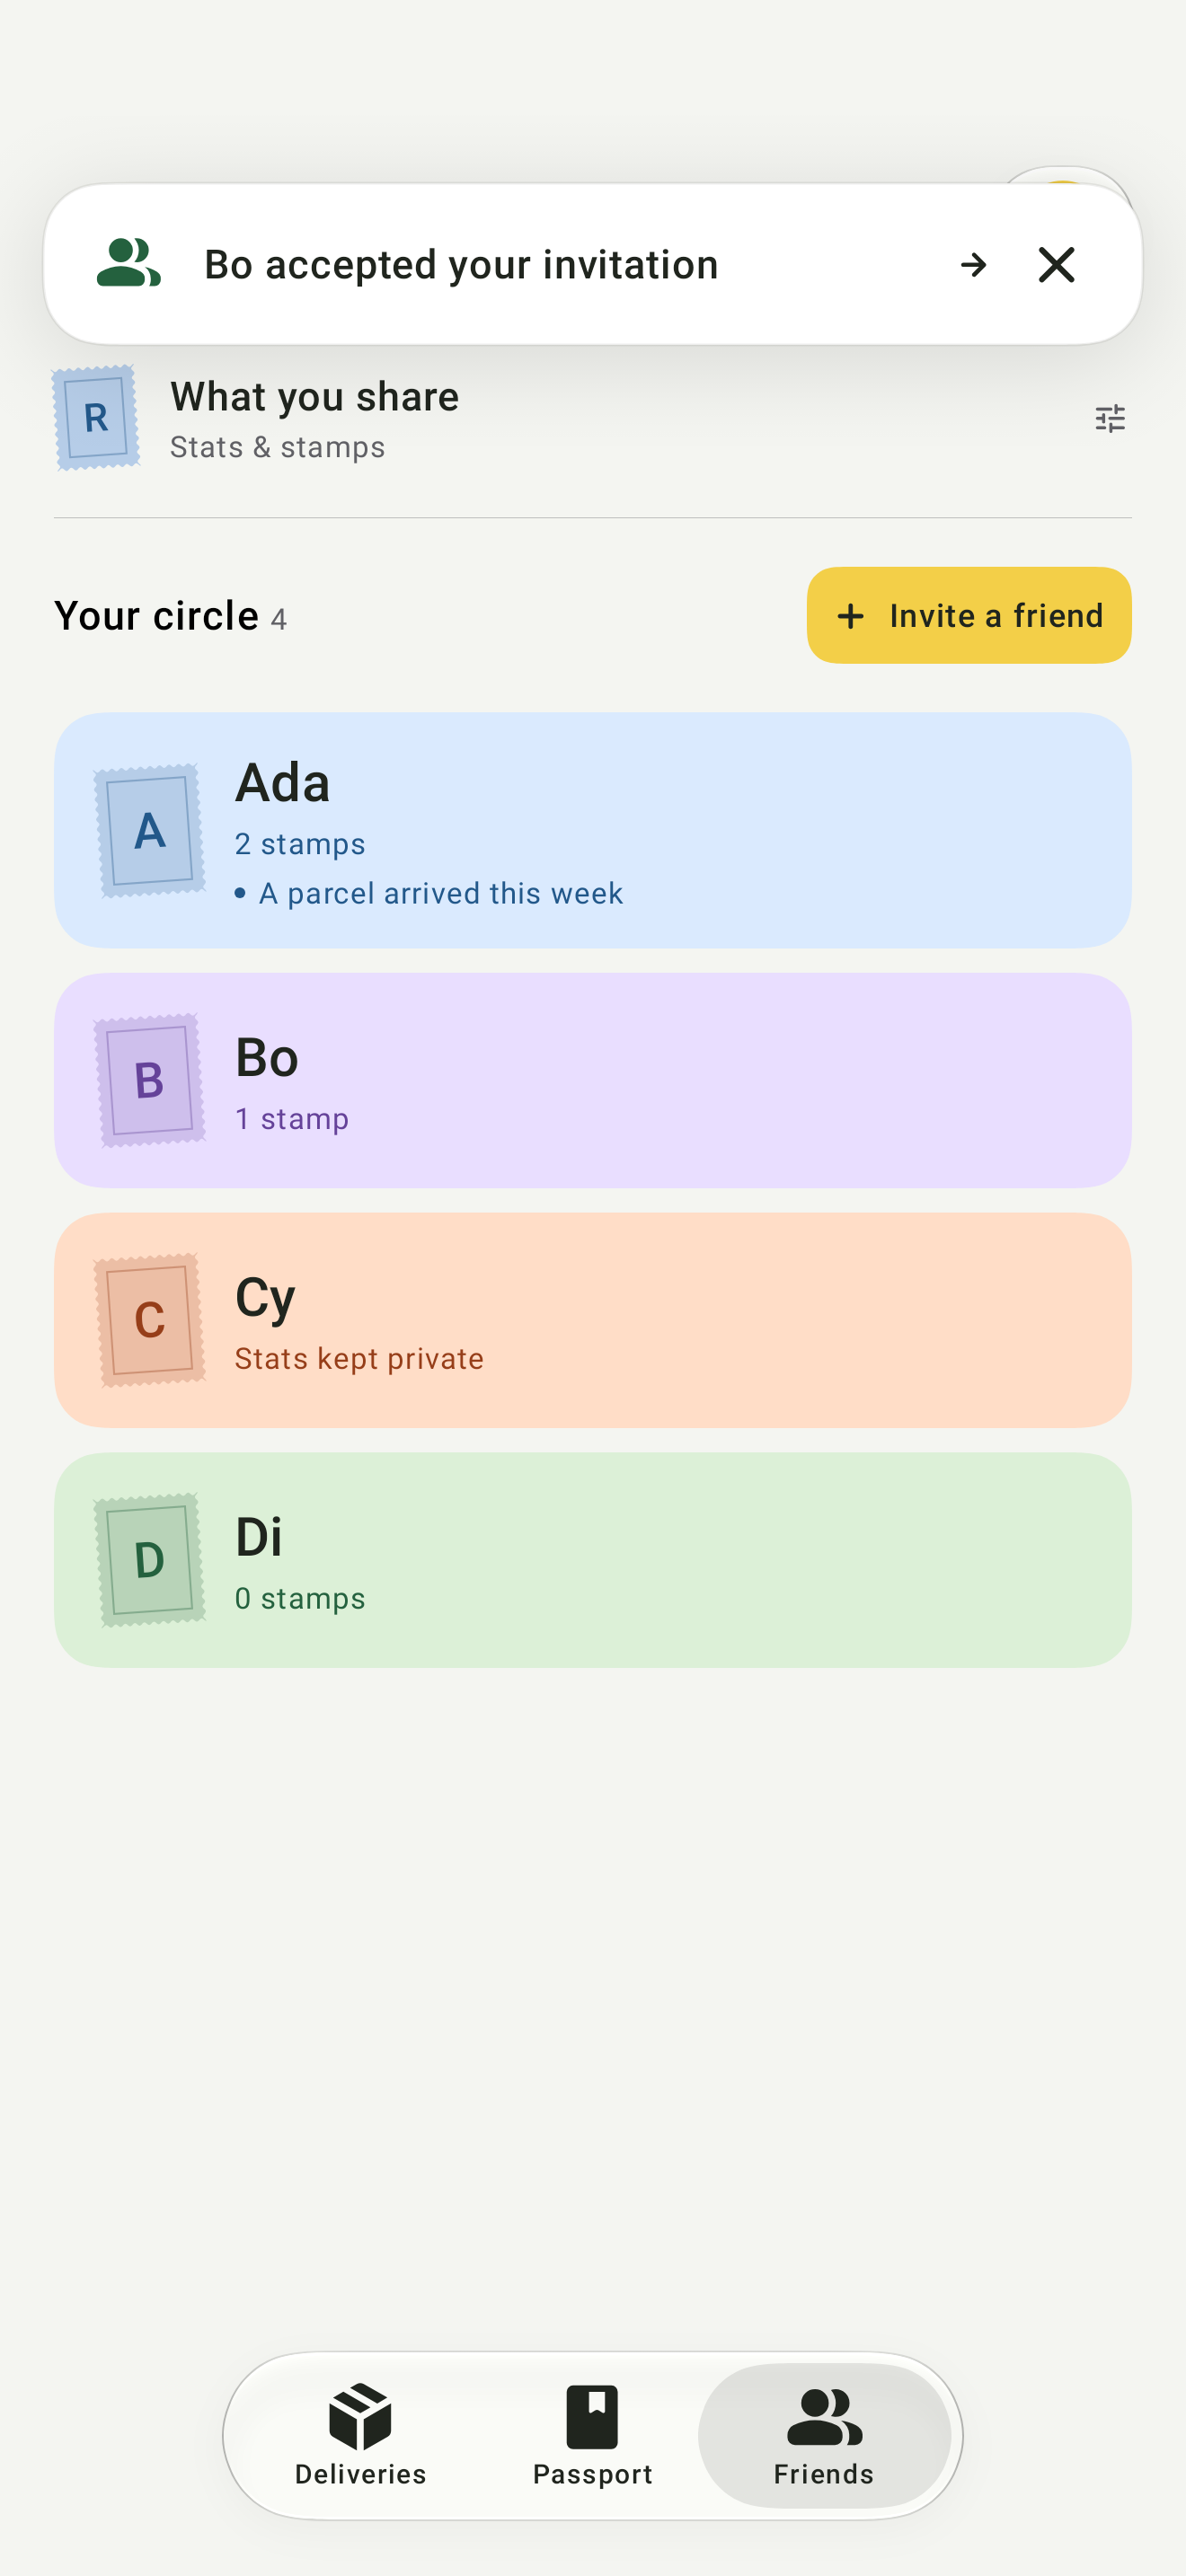 Bo accepted your invitation
R
What you share
Stats & stamps
Your circle 4
Invite a friend
A
Ada
2 stamps
A parcel arrived this week
B
Bo
1 stamp
C
Cy
Stats kept private
D
Di
0 stamps
Deliveries
Passport
Friends